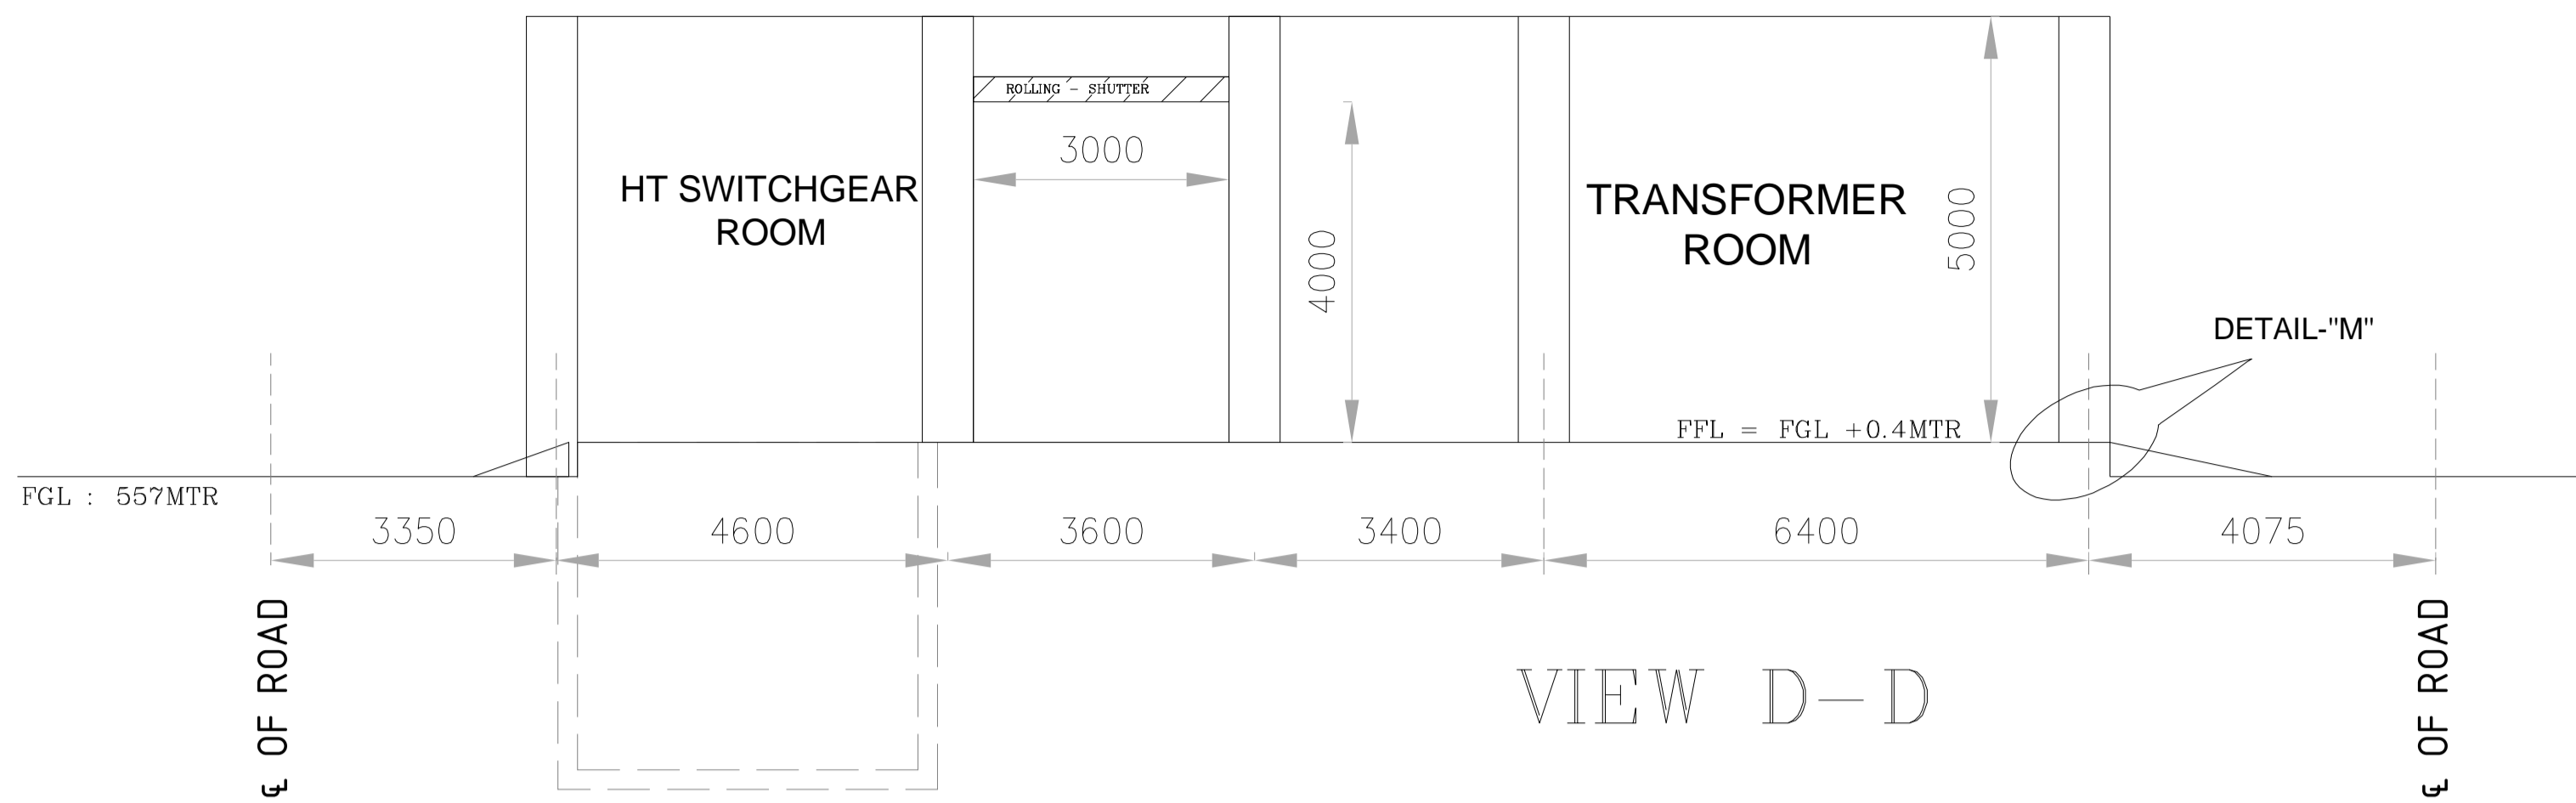 ROLLING - SHUTTER
3000
HT SWITCHGEAR
ROOM
TRANSFORMER
ROOM
5000
4000
DETAIL-"M"
FFL = FGL +0.4MTR
FGL : 557MTR
3350
4600
3600
3400
6400
4075
℄ OF ROAD
VIEW D-D
℄ OF ROAD